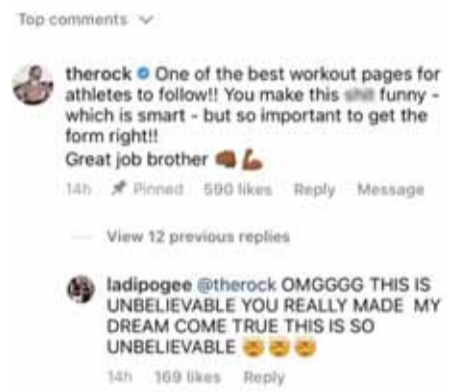 Top comments
therock One of the best workout pages for
athletes to follow!! You make this funny -
which is smart - but so important to get the
form right!!
Great job brother 👊🏾💪🏾
14h Pinned 590 likes Reply Message
View 12 previous replies
ladipogee @therock OMGGGG THIS IS
UNBELIEVABLE YOU REALLY MADE MY
DREAM COME TRUE THIS IS SO
UNBELIEVABLE 🤯🤯🤯
14h 169 likes Reply